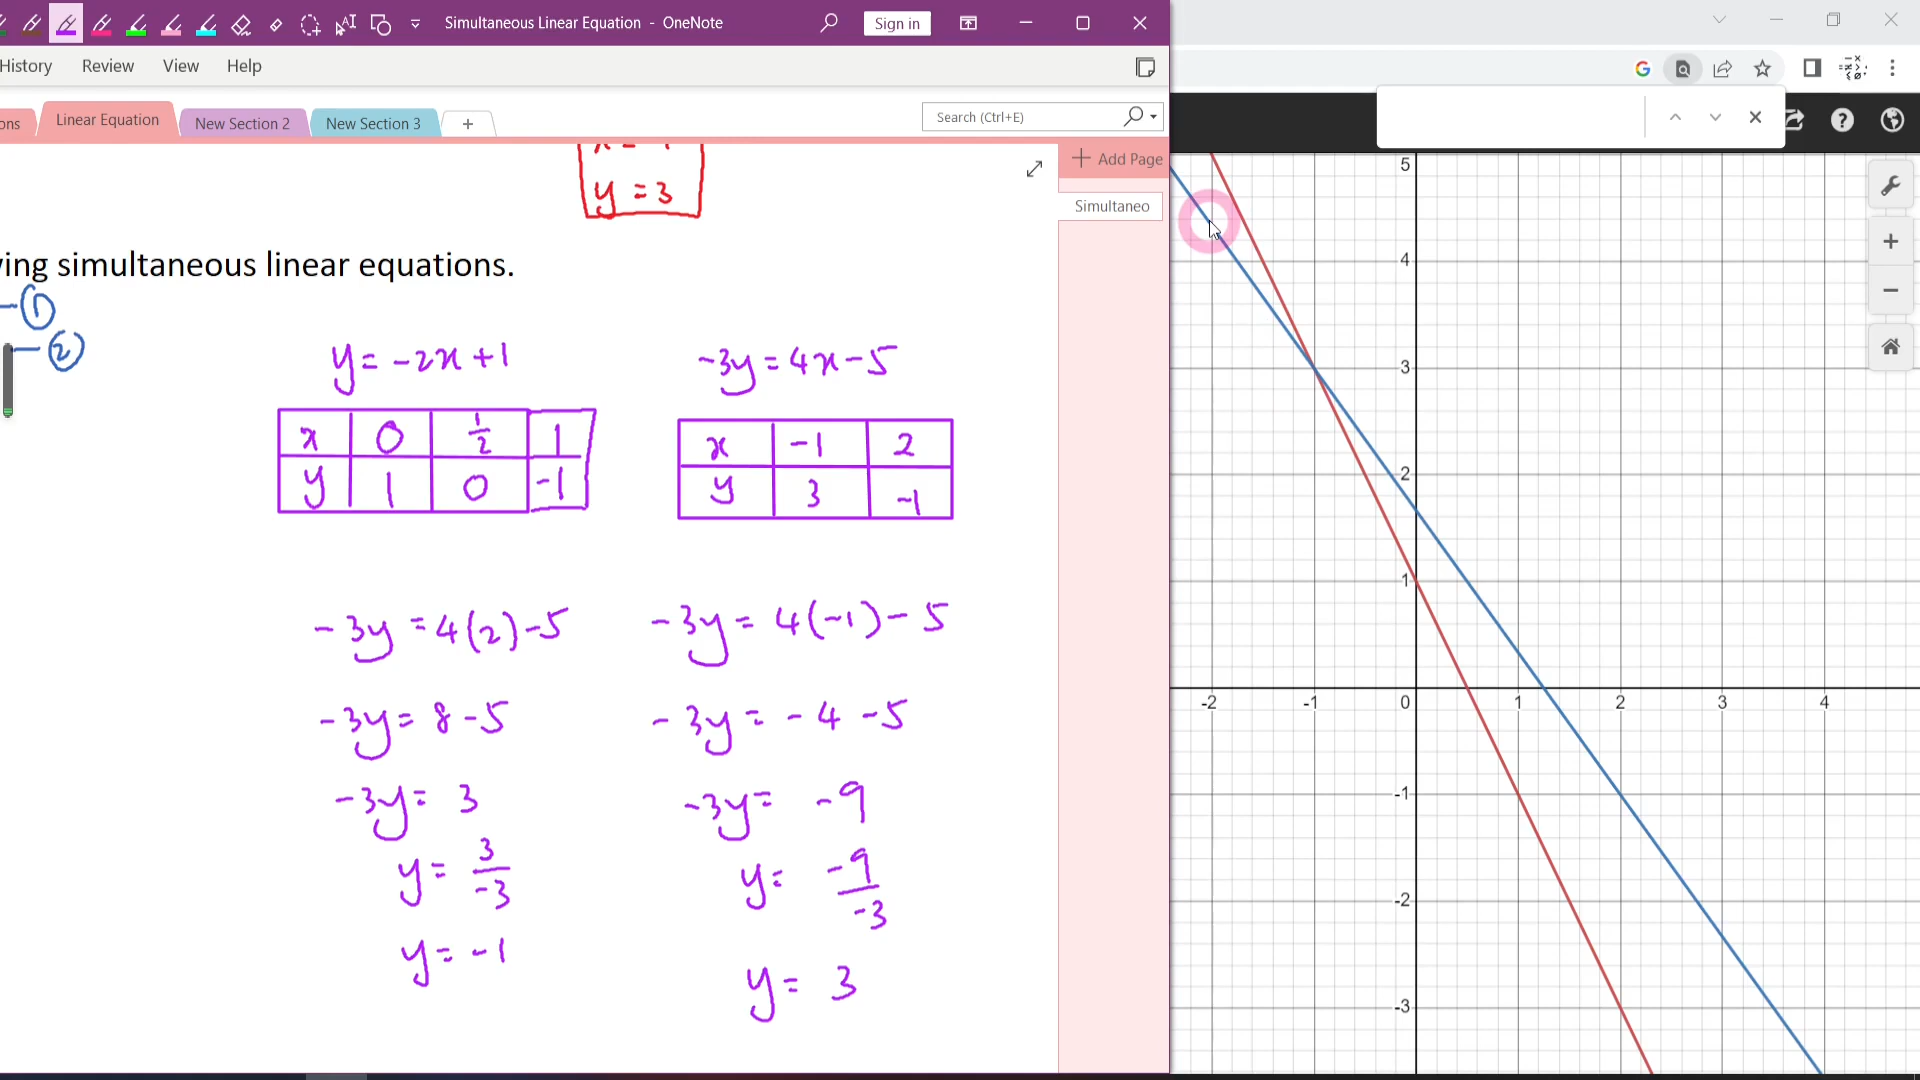 Simultaneous Linear Equation - OneNote
Sign in
History Review View Help
ons
Linear Equation
New Section 2
New Section 3
+
Search (Ctrl+E)
+ Add Page
Simultaneo
y = 3
ving simultaneous linear equations.
- ①
- ②
y = -2x + 1
x 0 1/2 1
y 1 0 -1
-3y = 4x - 5
x -1 2
y 3 -1
-3y = 4(2) - 5
-3y = 8 - 5
-3y = 3
y = 3/-3
y = -1
-3y = 4(-1) - 5
-3y = -4 - 5
-3y = -9
y = -9/-3
y = 3
5
4
3
2
1
-2 -1 0 1 2 3 4
-1
-2
-3